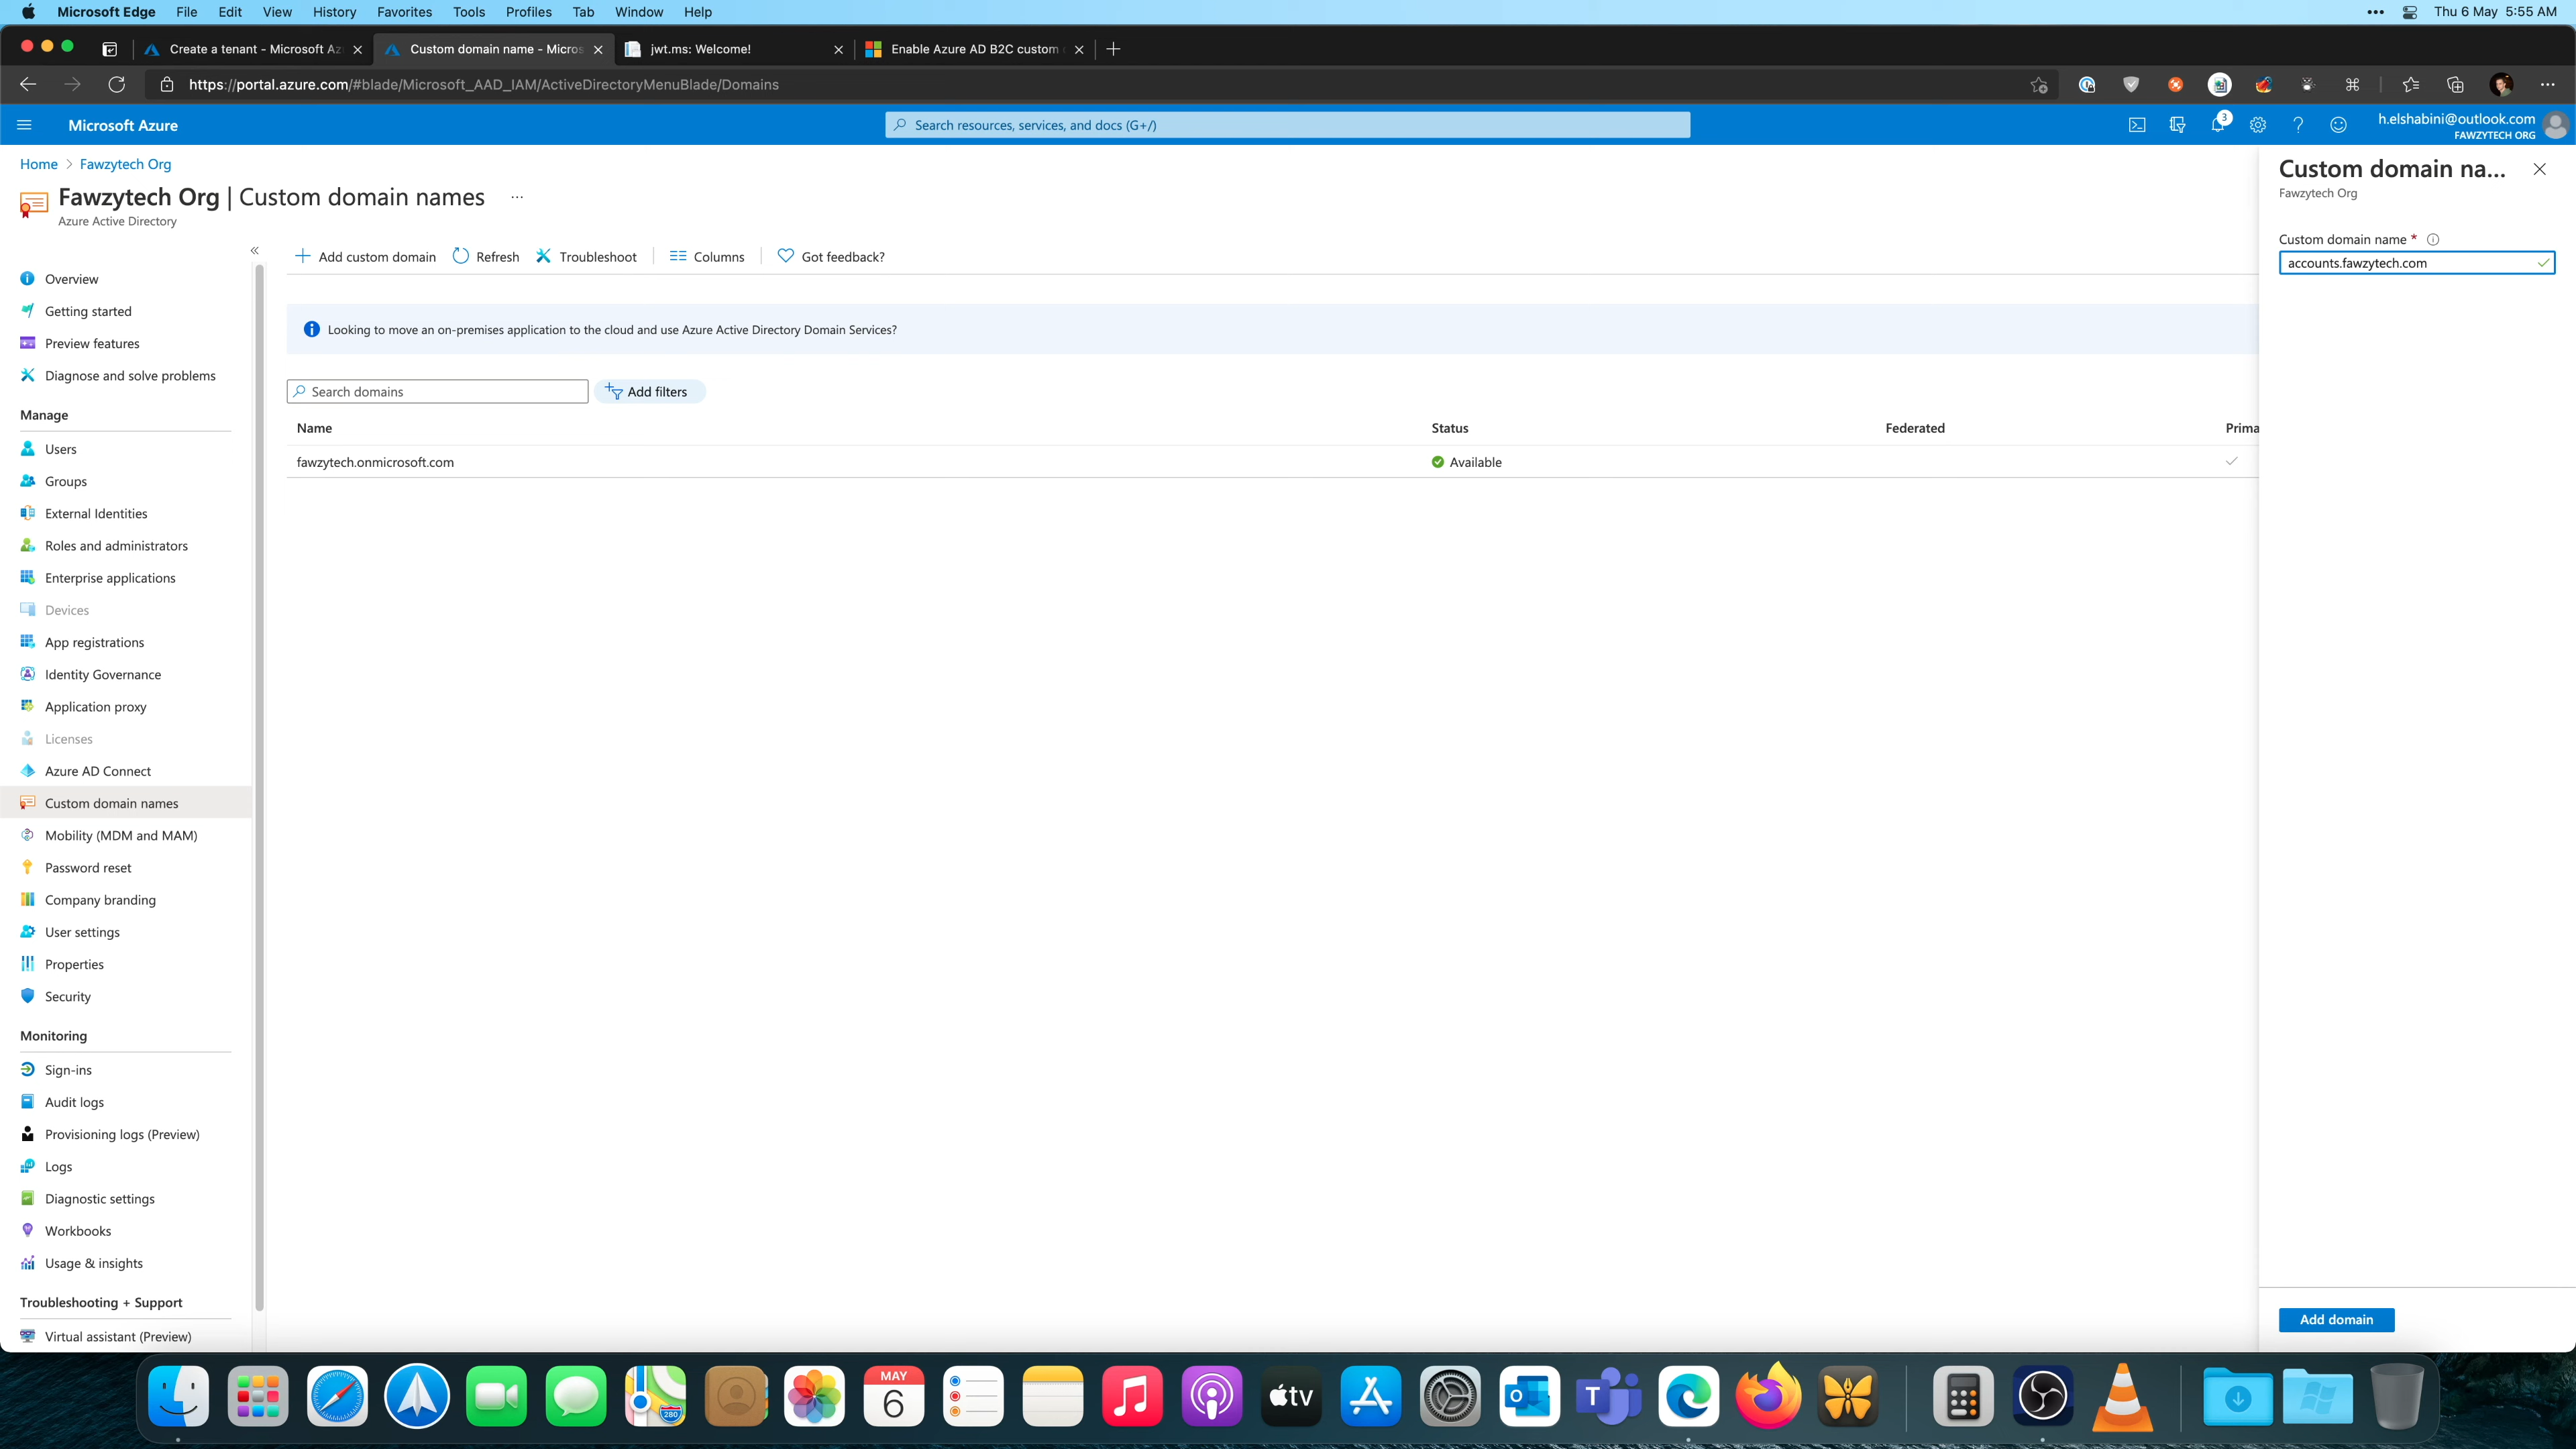 Microsoft Edge File Edit View History Favorites Tools Profiles Tab Window Help ••• Thu 6 May 5:55 AM
Create a tenant - Microsoft Az
Custom domain name - Micros
jwt.ms: Welcome!
Enable Azure AD B2C custom
https://portal.azure.com/#blade/Microsoft_AAD_IAM/ActiveDirectoryMenuBlade/Domains
Microsoft Azure
Search resources, services, and docs (G+/)
3
h.elshabini@outlook.com
FAWZYTECH ORG
Home > Fawzytech Org
Fawzytech Org | Custom domain names ...
Azure Active Directory
Overview
Getting started
Preview features
Diagnose and solve problems
Manage
Users
Groups
External Identities
Roles and administrators
Enterprise applications
Devices
App registrations
Identity Governance
Application proxy
Licenses
Azure AD Connect
Custom domain names
Mobility (MDM and MAM)
Password reset
Company branding
User settings
Properties
Security
Monitoring
Sign-ins
Audit logs
Provisioning logs (Preview)
Logs
Diagnostic settings
Workbooks
Usage & insights
Troubleshooting + Support
Virtual assistant (Preview)
Add custom domain Refresh Troubleshoot Columns Got feedback?
Looking to move an on-premises application to the cloud and use Azure Active Directory Domain Services?
Search domains Add filters
Name Status Federated Prima
fawzytech.onmicrosoft.com Available
Custom domain na...
Fawzytech Org
Custom domain name *
accounts.fawzytech.com
Add domain
280
MAY
6
tv
T